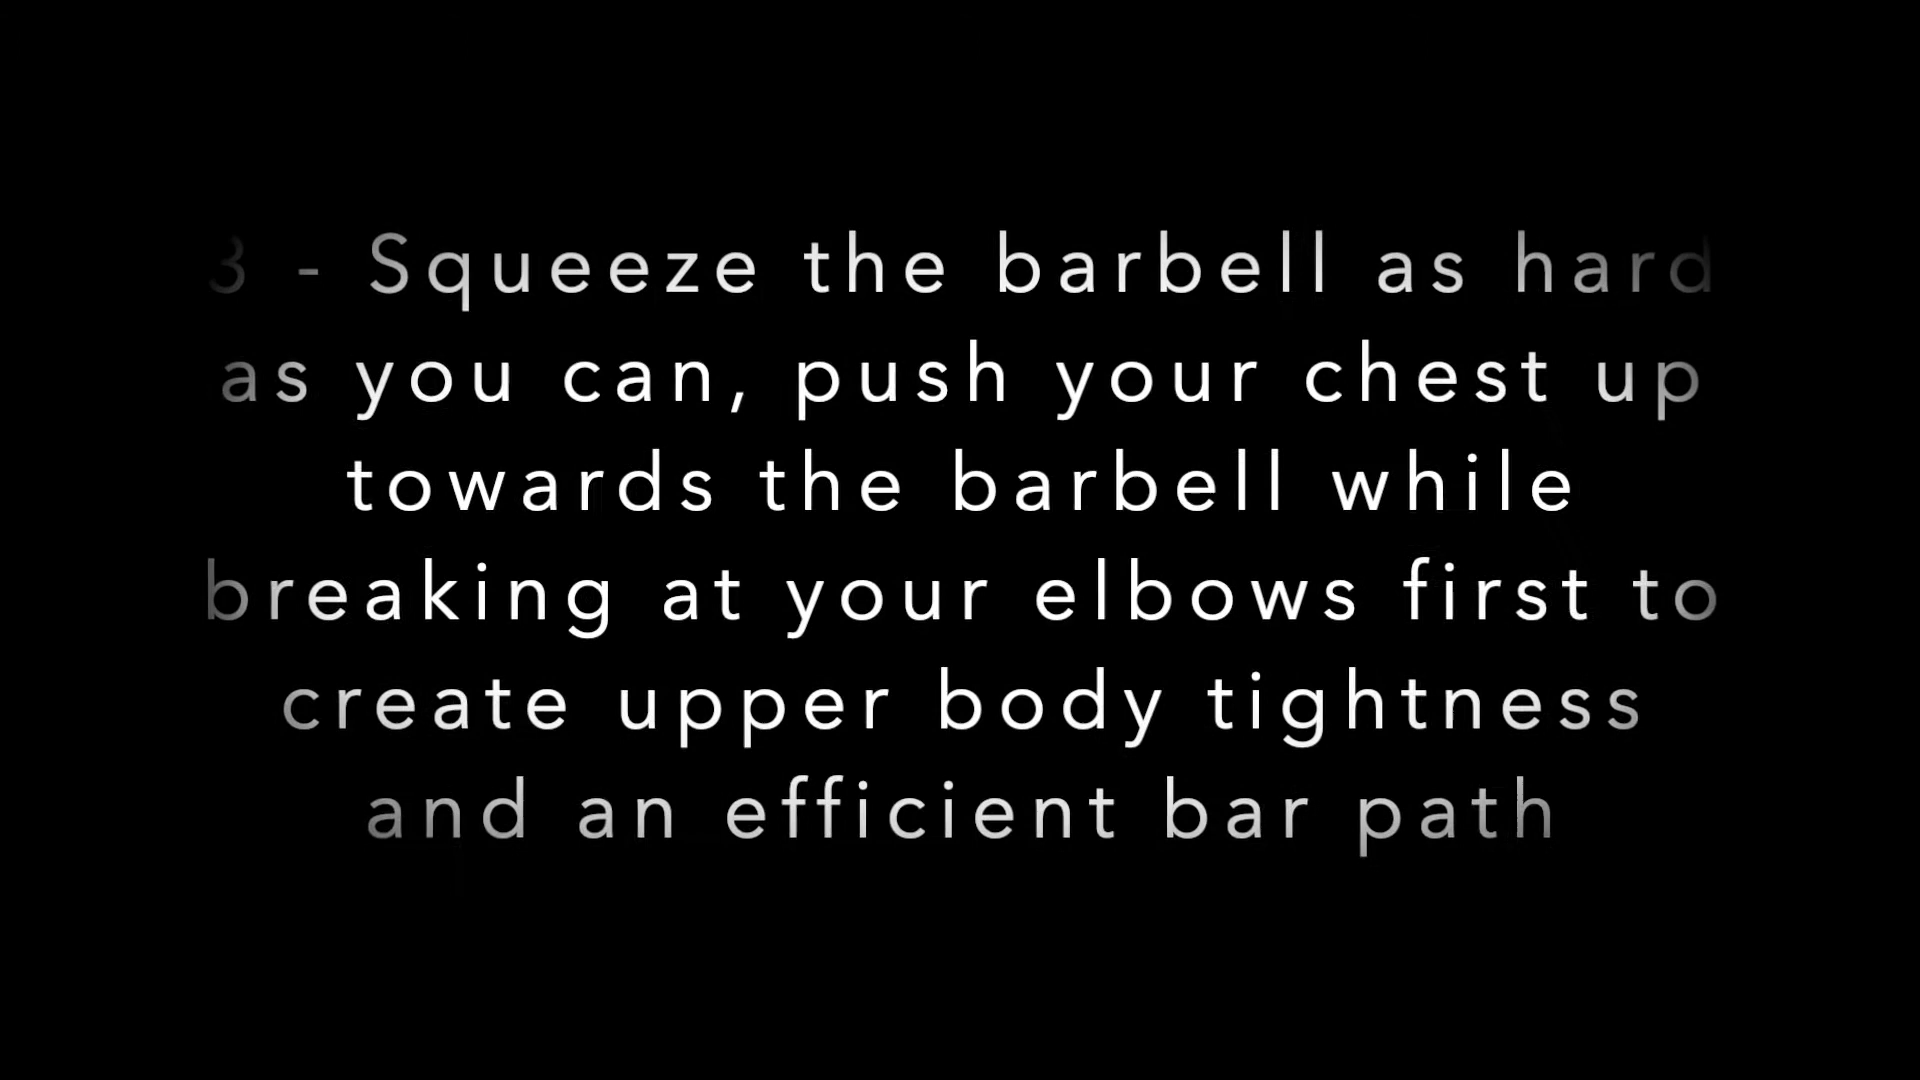 3 - Squeeze the barbell as hard
as you can, push your chest up
towards the barbell while
breaking at your elbows first to
create upper body tightness
and an efficient bar path